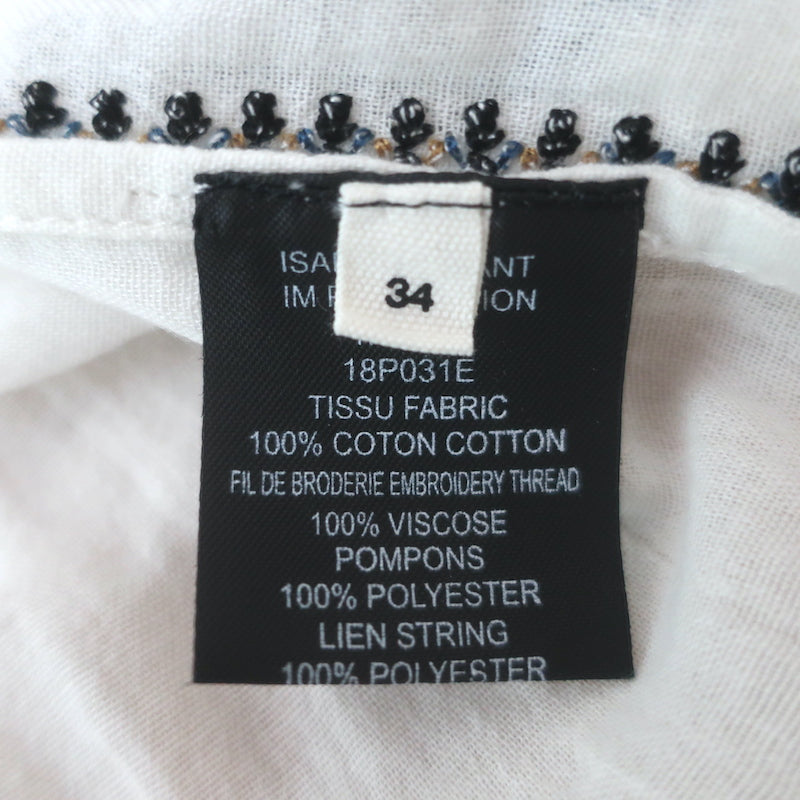 34
18P031E
TISSU FABRIC
100% COTON COTTON
FIL DE BRODERIE EMBROIDERY THREAD
100% VISCOSE
POMPONS
100% POLYESTER
LIEN STRING
100% POLYESTER